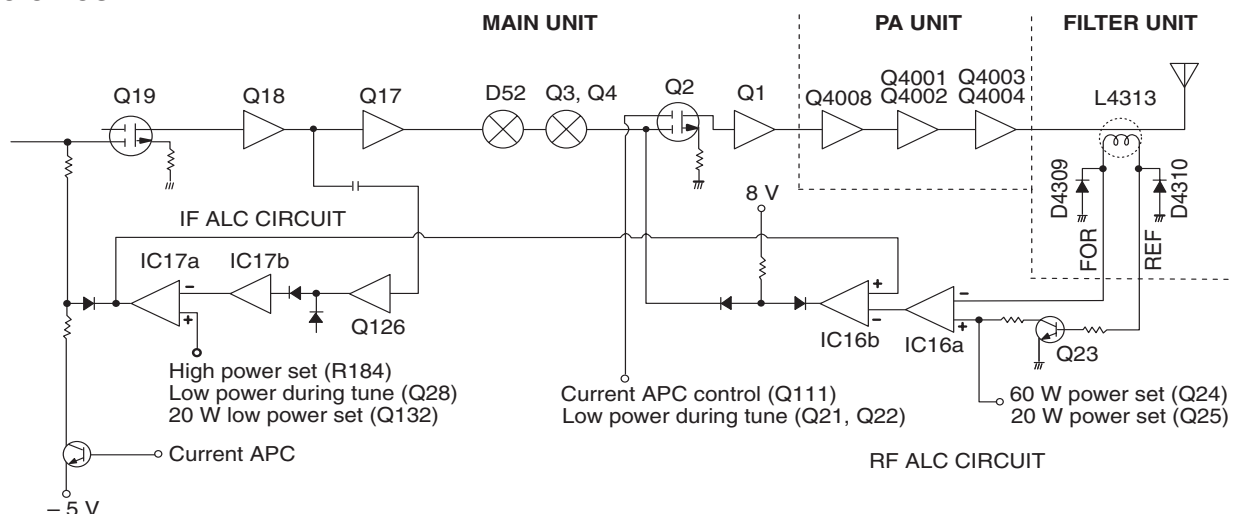 MAIN UNIT
PA UNIT
FILTER UNIT
Q19
Q18
Q17
D52
Q3, Q4
Q2
Q1
Q4008
Q4001
Q4002
Q4003
Q4004
L4313
D4309
D4310
FOR
REF
8 V
IF ALC CIRCUIT
IC17a
IC17b
Q126
–
+
+
–
IC16b
–
+
IC16a
Q23
High power set (R184)
Low power during tune (Q28)
20 W low power set (Q132)
Current APC control (Q111)
Low power during tune (Q21, Q22)
60 W power set (Q24)
20 W power set (Q25)
Current APC
RF ALC CIRCUIT
– 5 V